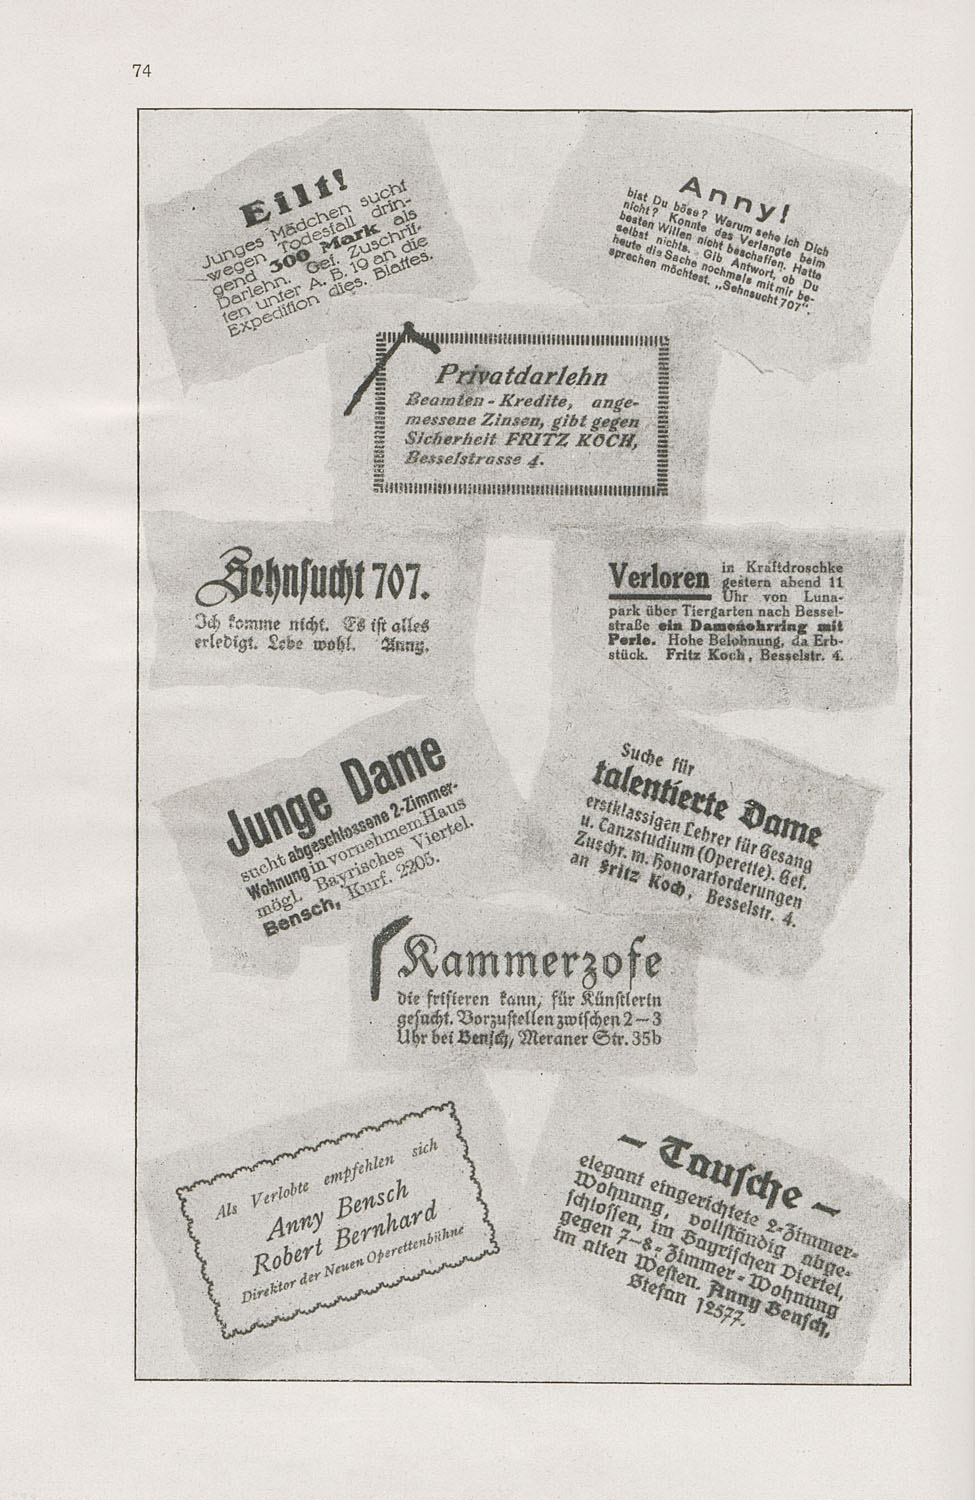 74
Eilt!
Junges Mädchen sucht
wegen Todesfall drin-
gend 300 Mark als
Darlehn. Gef. Zuschrif-
ten unter A. B. 19 an die
Expedition dies. Blattes.
Anny!
bist Du böse? Warum sehe ich Dich
nicht? Konnte das Verlangte beim
besten Willen nicht beschaffen. Hatte
selbst nichts. Gib Antwort, ob Du
heute die Sache nochmals mit mir be-
sprechen möchtest. „Sehnsucht 707".
Privatdarlehn
Beamten-Kredite, ange-
messene Zinsen, gibt gegen
Sicherheit FRITZ KOCH,
Besselstrasse 4.
Sehnsucht 707.
Ich komme nicht. Es ist alles
erledigt. Lebe wohl. Anny.
Verloren in Kraftdroschke
gestern abend 11
Uhr von Luna-
park über Tiergarten nach Bessel-
straße ein Damenohrring mit
Perle. Hohe Belohnung, da Erb-
stück. Fritz Koch, Besselstr. 4.
Junge Dame
sucht abgeschlossene 2-Zimmer-
Wohnung in vornehmem Haus
mögl. Bayrisches Viertel.
Bensch, Kurf. 2205.
Suche für
talentierte Dame
erstklassigen Lehrer für Gesang
u. Tanzstudium (Operette). Gef.
Zuschr. m. Honorarforderungen
an Fritz Koch, Besselstr. 4.
Kammerzofe
die frisieren kann, für Künstlerin
gesucht. Vorzustellen zwischen 2—3
Uhr bei Bensch, Meraner Str. 35b
Als Verlobte empfehlen sich
Anny Bensch
Robert Bernhard
Direktor der Neuen Operettenbühne
– Tausche –
elegant eingerichtete 2-Zimmer-
Wohnung, vollständig abge-
schlossen, im Bayrischen Viertel,
gegen 7–8-Zimmer-Wohnung
im alten Westen. Anny Bensch,
Stefan 12577.